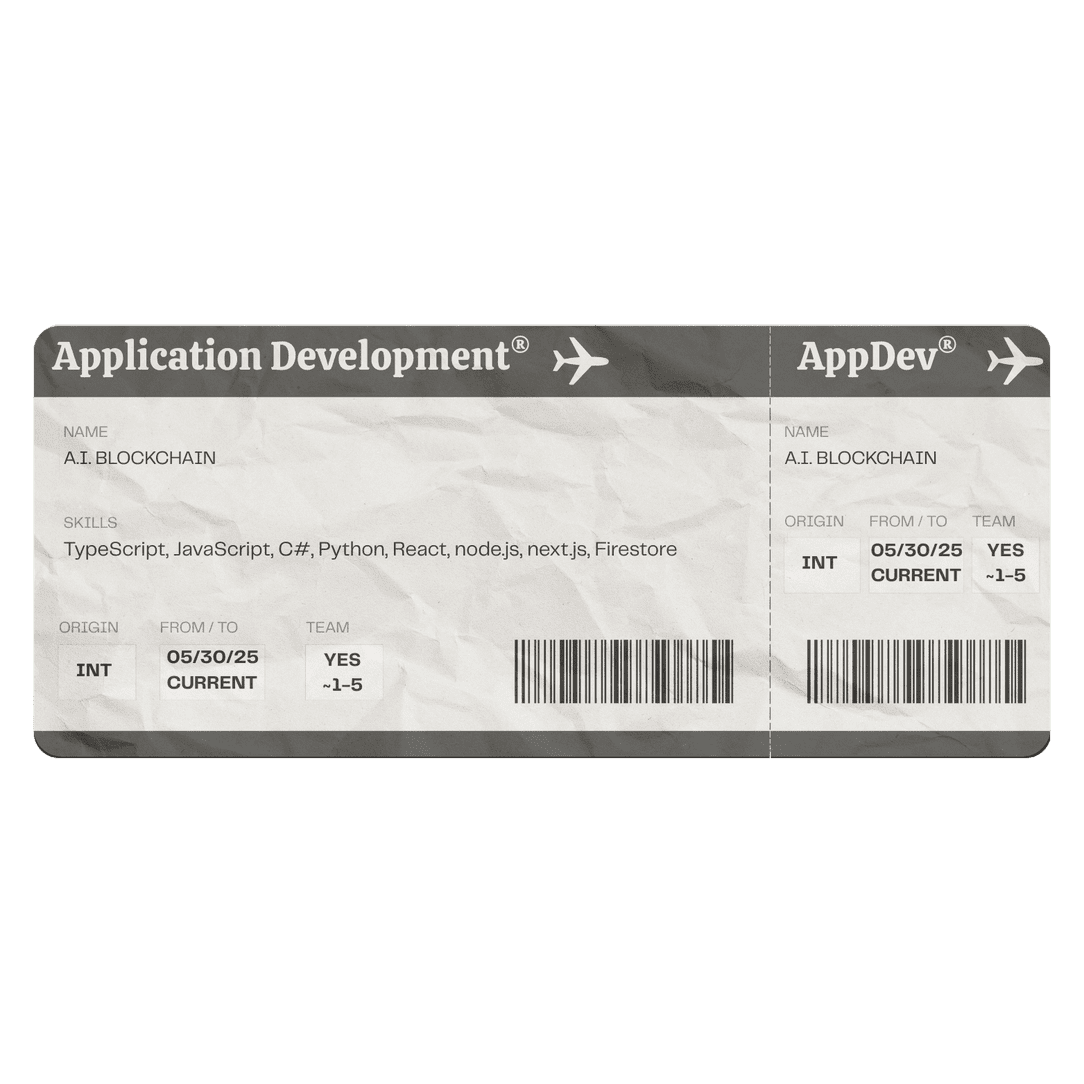 Application Development®
NAME
A.I. BLOCKCHAIN
SKILLS
TypeScript, JavaScript, C#, Python, React, node.js, next.js, Firestore
ORIGIN FROM / TO TEAM
INT 05/30/25 YES
CURRENT ~1-5
AppDev®
NAME
A.I. BLOCKCHAIN
ORIGIN FROM / TO TEAM
INT 05/30/25 YES
CURRENT ~1-5